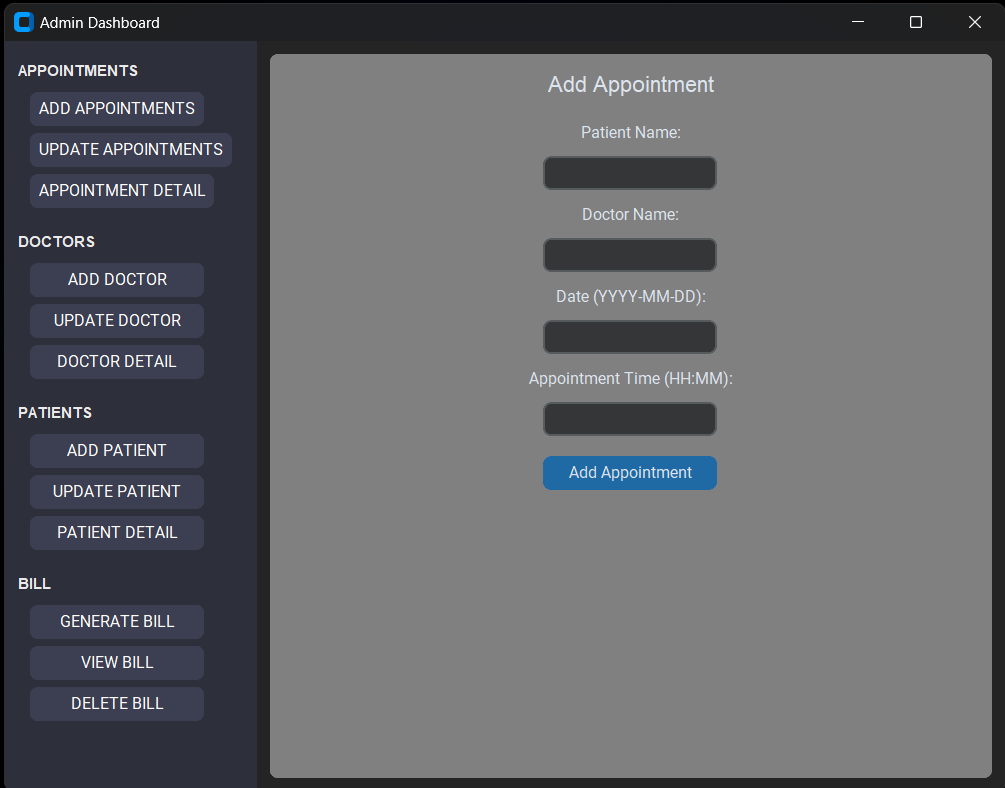 Admin Dashboard
APPOINTMENTS
ADD APPOINTMENTS
UPDATE APPOINTMENTS
APPOINTMENT DETAIL
DOCTORS
ADD DOCTOR
UPDATE DOCTOR
DOCTOR DETAIL
PATIENTS
ADD PATIENT
UPDATE PATIENT
PATIENT DETAIL
BILL
GENERATE BILL
VIEW BILL
DELETE BILL
Add Appointment
Patient Name:
Doctor Name:
Date (YYYY-MM-DD):
Appointment Time (HH:MM):
Add Appointment